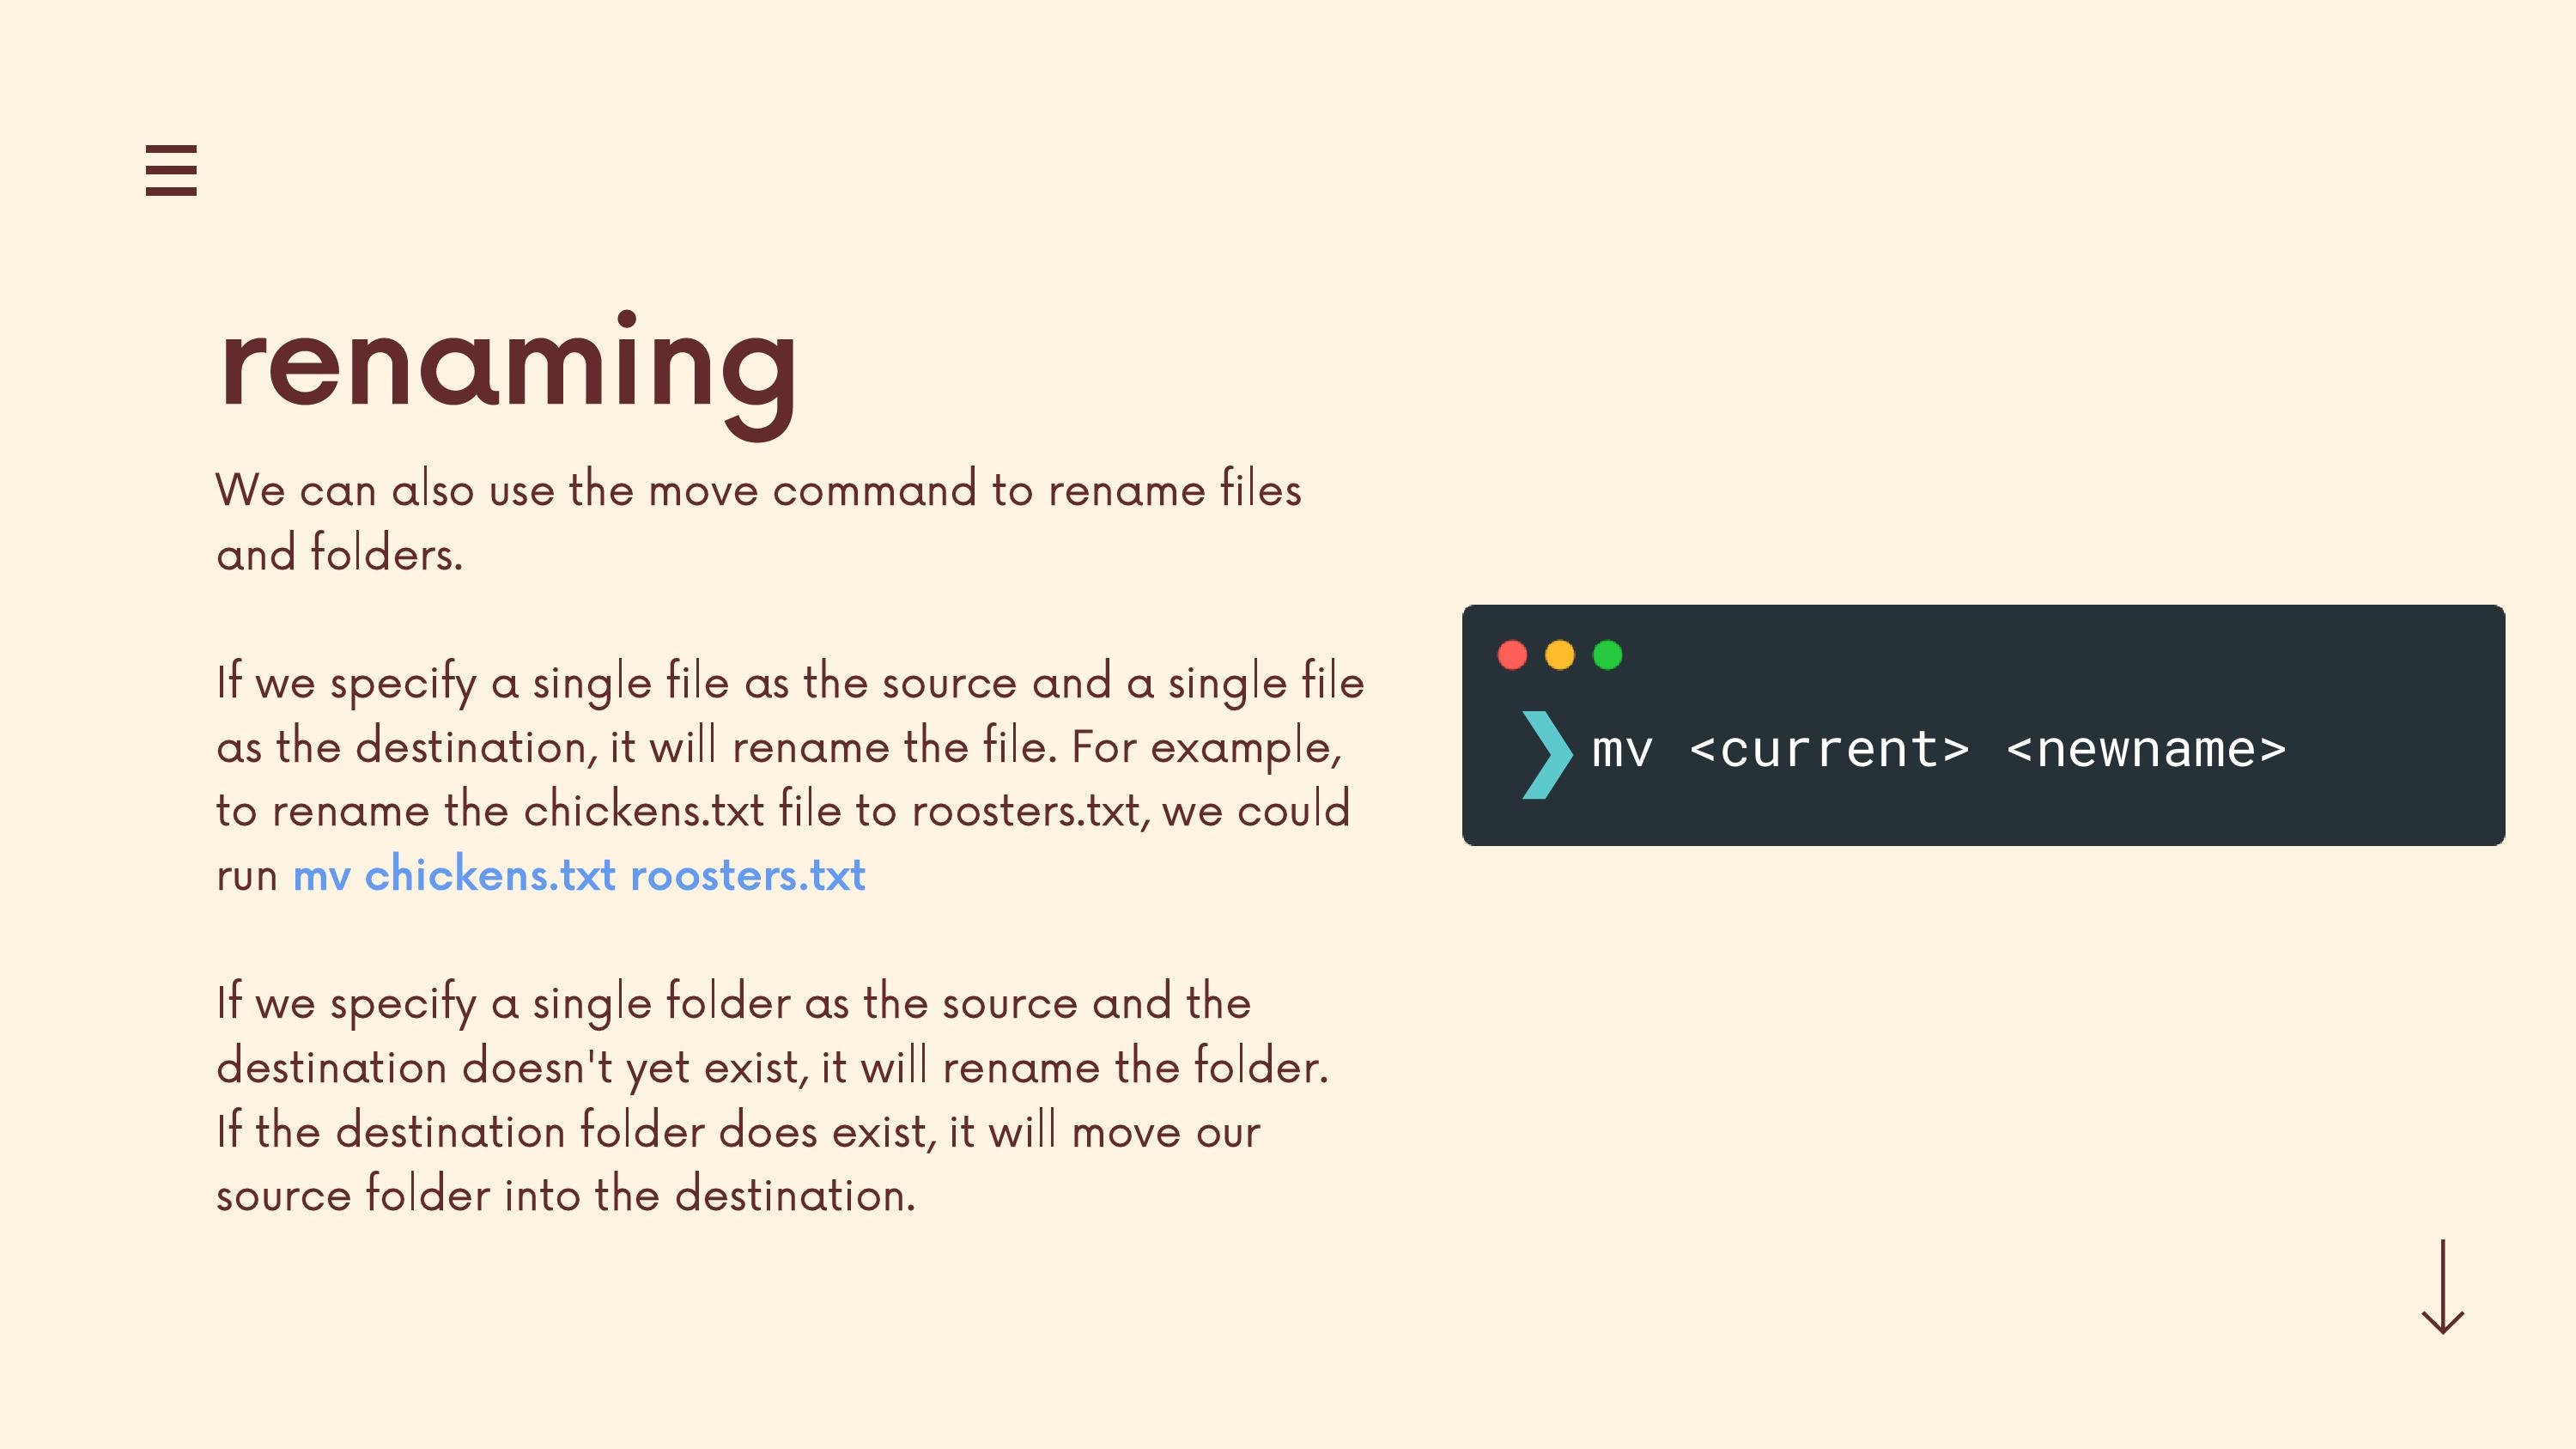 renaming
We can also use the move command to rename files
and folders.
If we specify a single file as the source and a single file
as the destination, it will rename the file. For example,
to rename the chickens.txt file to roosters.txt, we could
run mv chickens.txt roosters.txt
If we specify a single folder as the source and the
destination doesn't yet exist, it will rename the folder.
If the destination folder does exist, it will move our
source folder into the destination.
❯ mv <current> <newname>